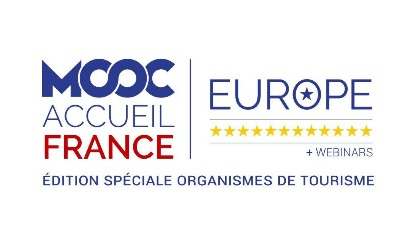 MOOC
ACCUEIL
FRANCE
EUROPE
+ WEBINARS
ÉDITION SPÉCIALE ORGANISMES DE TOURISME